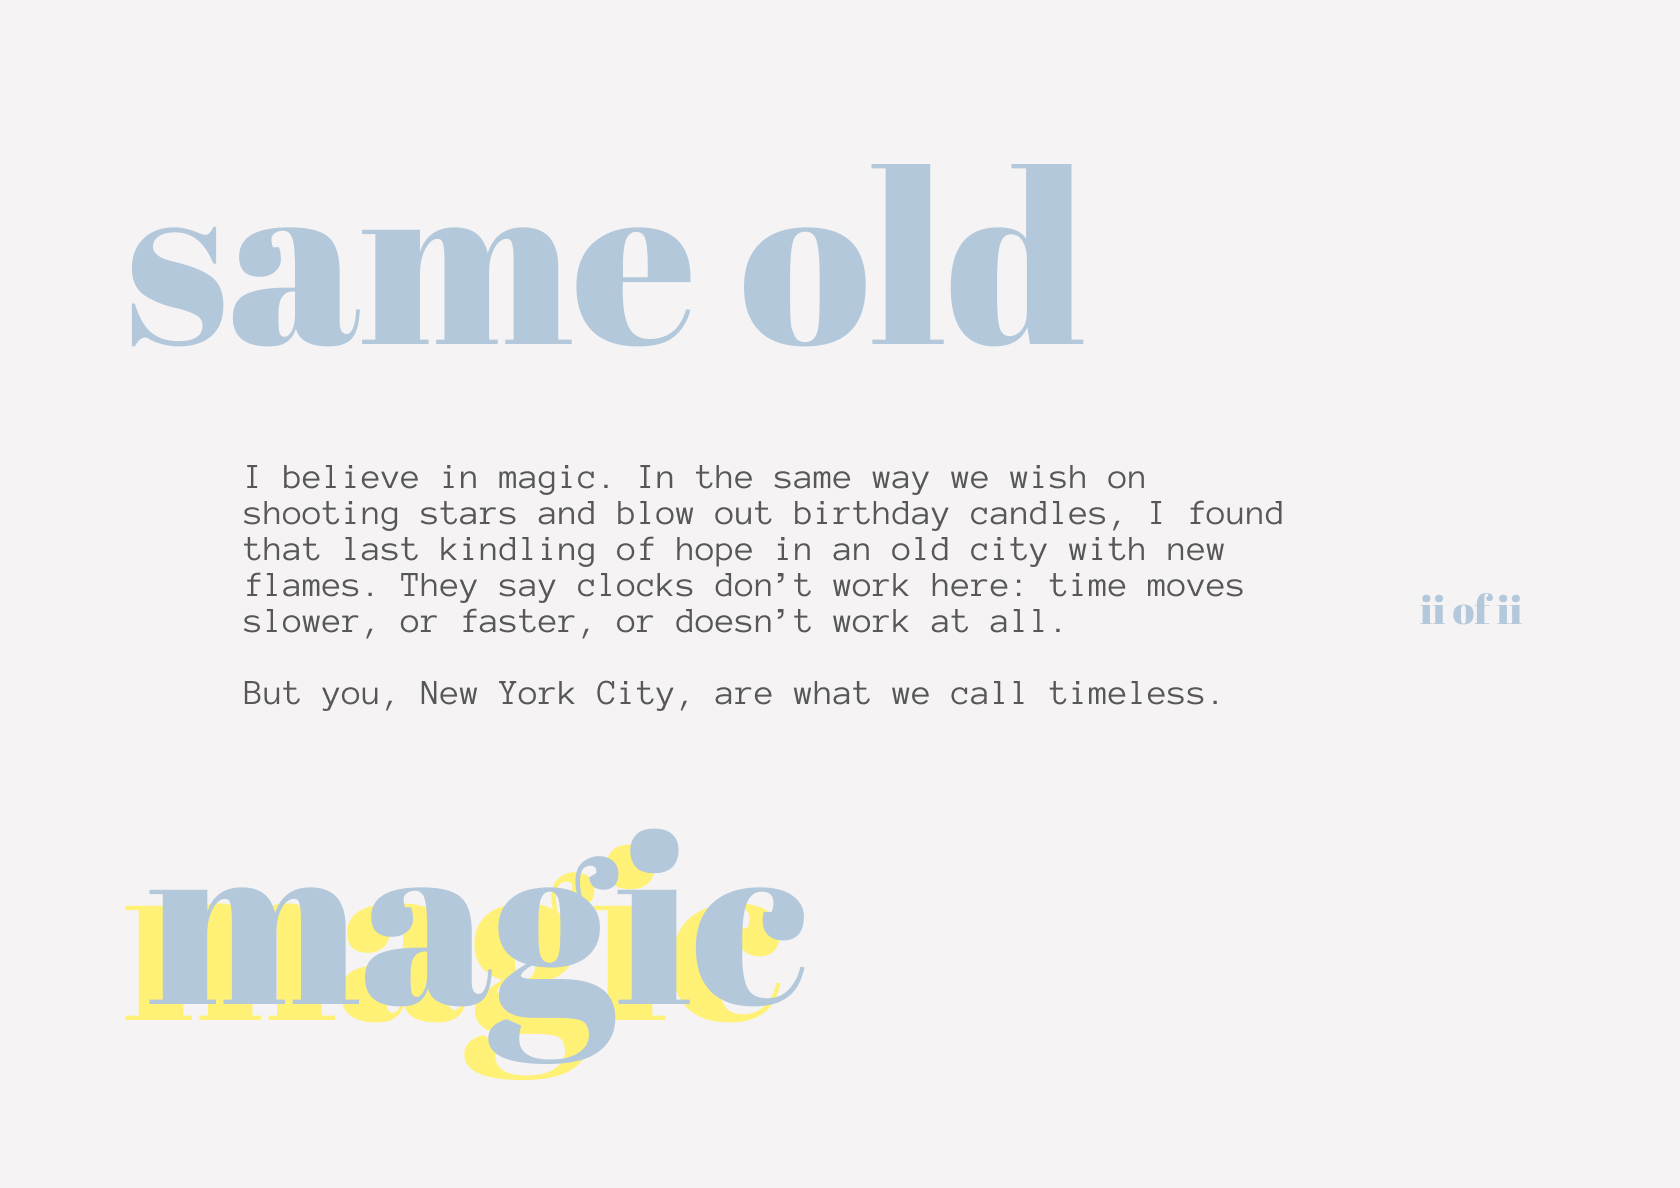 same old
I believe in magic. In the same way we wish on
shooting stars and blow out birthday candles, I found
that last kindling of hope in an old city with new
flames. They say clocks don’t work here: time moves
slower, or faster, or doesn’t work at all.
ii of ii
But you, New York City, are what we call timeless.
magic